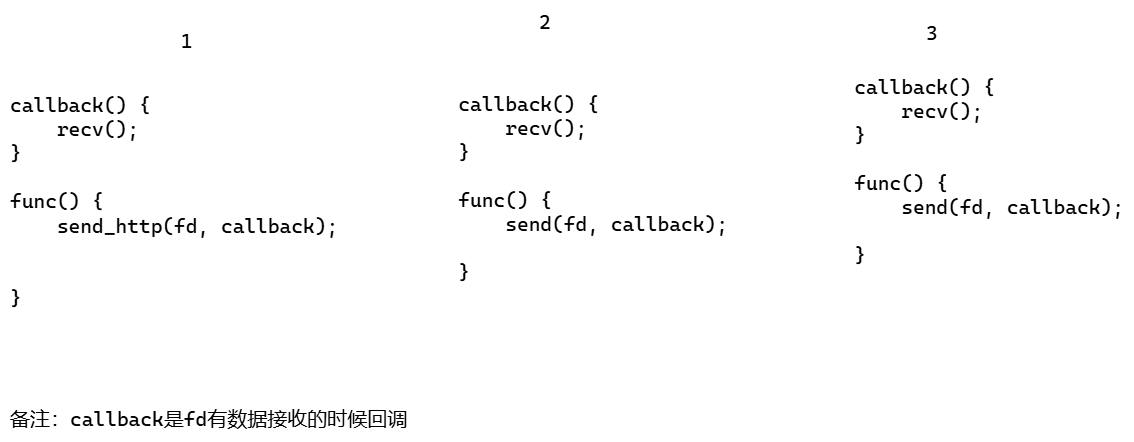 1
callback() {
    recv();
}
func() {
    send_http(fd, callback);
}
2
callback() {
    recv();
}
func() {
    send(fd, callback);
}
3
callback() {
    recv();
}
func() {
    send(fd, callback);
}
备注：callback是fd有数据接收的时候回调